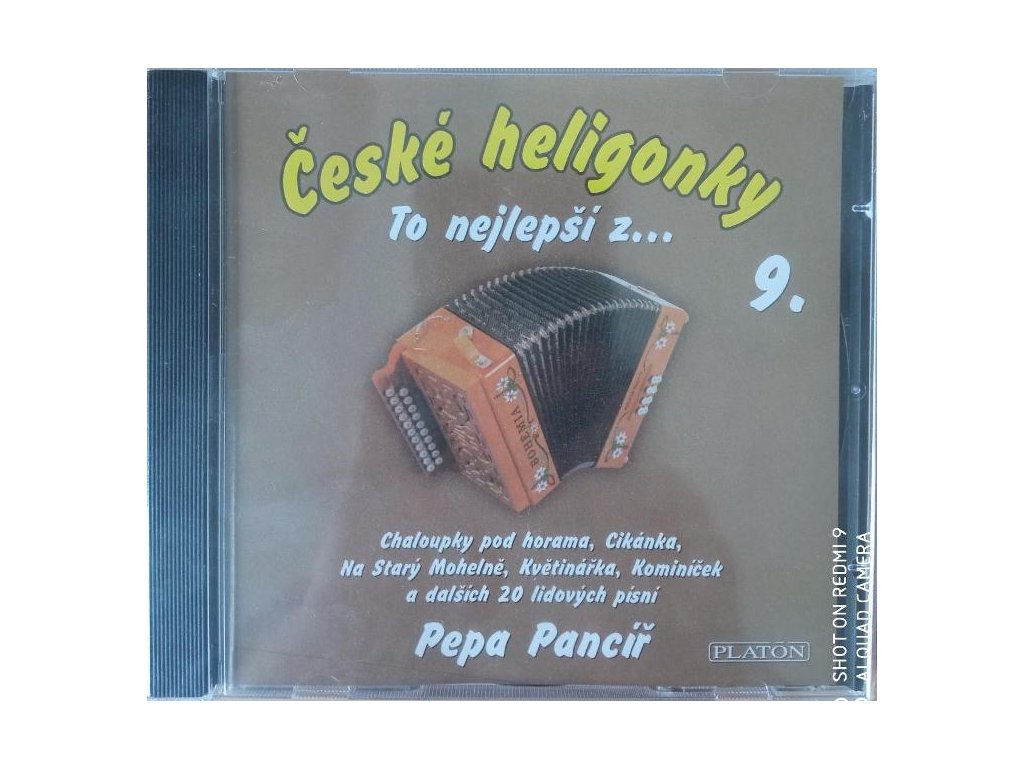 České heligonky
To nejlepší z...
9.
BOHEMIA
Chaloupky pod horama, Cikánka,
Na Starý Mohelně, Květinářka, Kominíček
a dalších 20 lidových písní
Pepa Pancíř
PLATÓN
SHOT ON REDMI 9
AI QUAD CAMERA